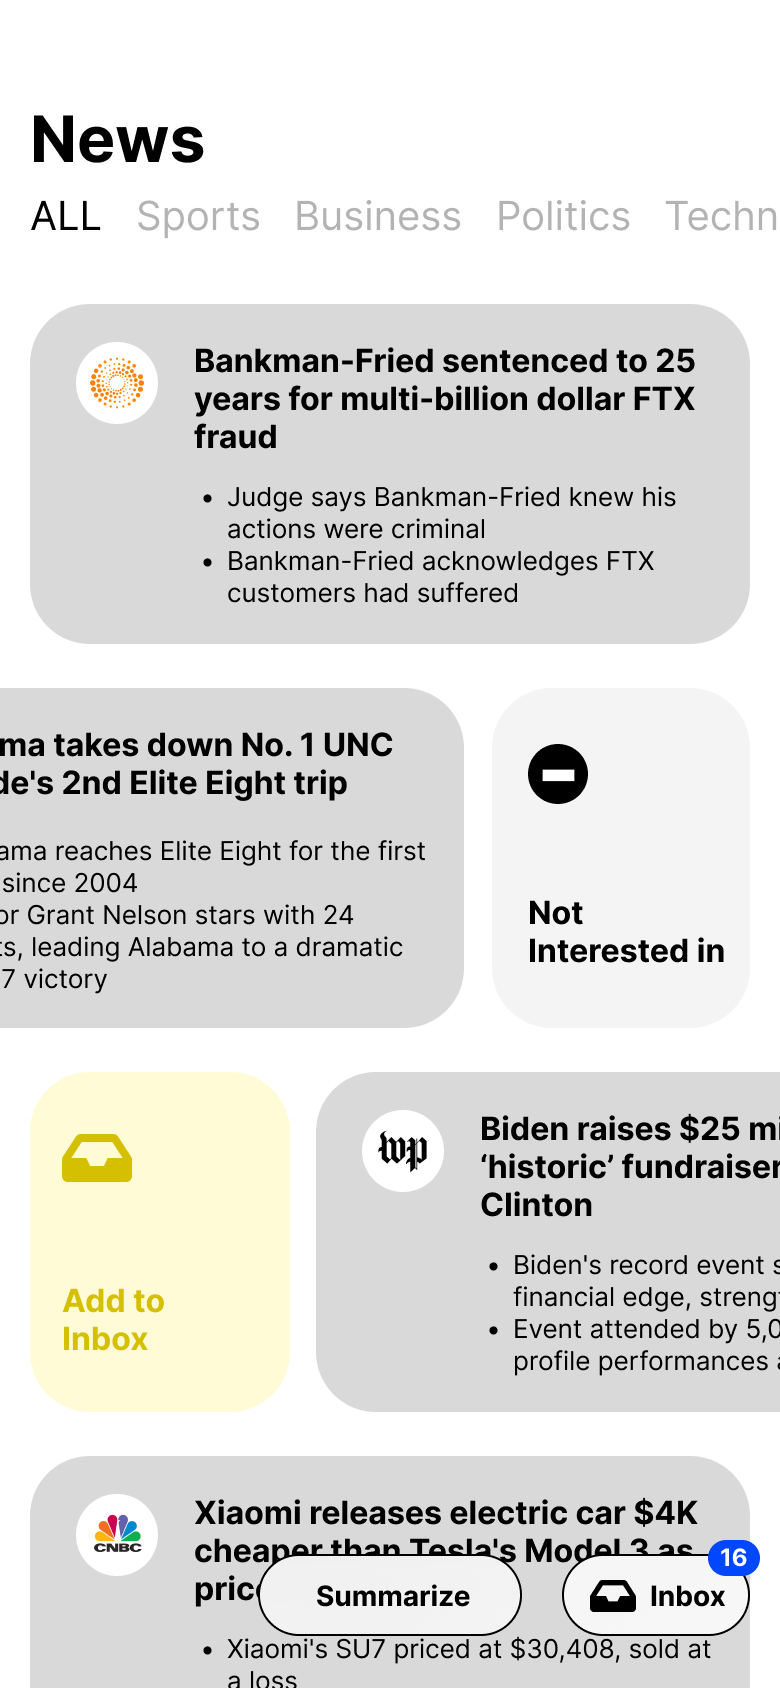 News
ALL Sports Business Politics Techn
Bankman-Fried sentenced to 25
years for multi-billion dollar FTX
fraud
• Judge says Bankman-Fried knew his
actions were criminal
• Bankman-Fried acknowledges FTX
customers had suffered
ma takes down No. 1 UNC
de's 2nd Elite Eight trip
ama reaches Elite Eight for the first
since 2004
or Grant Nelson stars with 24
ts, leading Alabama to a dramatic
7 victory
Not
Interested in
Add to
Inbox
wp
Biden raises $25 mi
‘historic’ fundraiser
Clinton
• Biden's record event s
financial edge, streng
• Event attended by 5,0
profile performances a
CNBC
Xiaomi releases electric car $4K
cheaper than Tesla's Model 3 as
pric
Summarize
Inbox
16
• Xiaomi's SU7 priced at $30,408, sold at
a loss